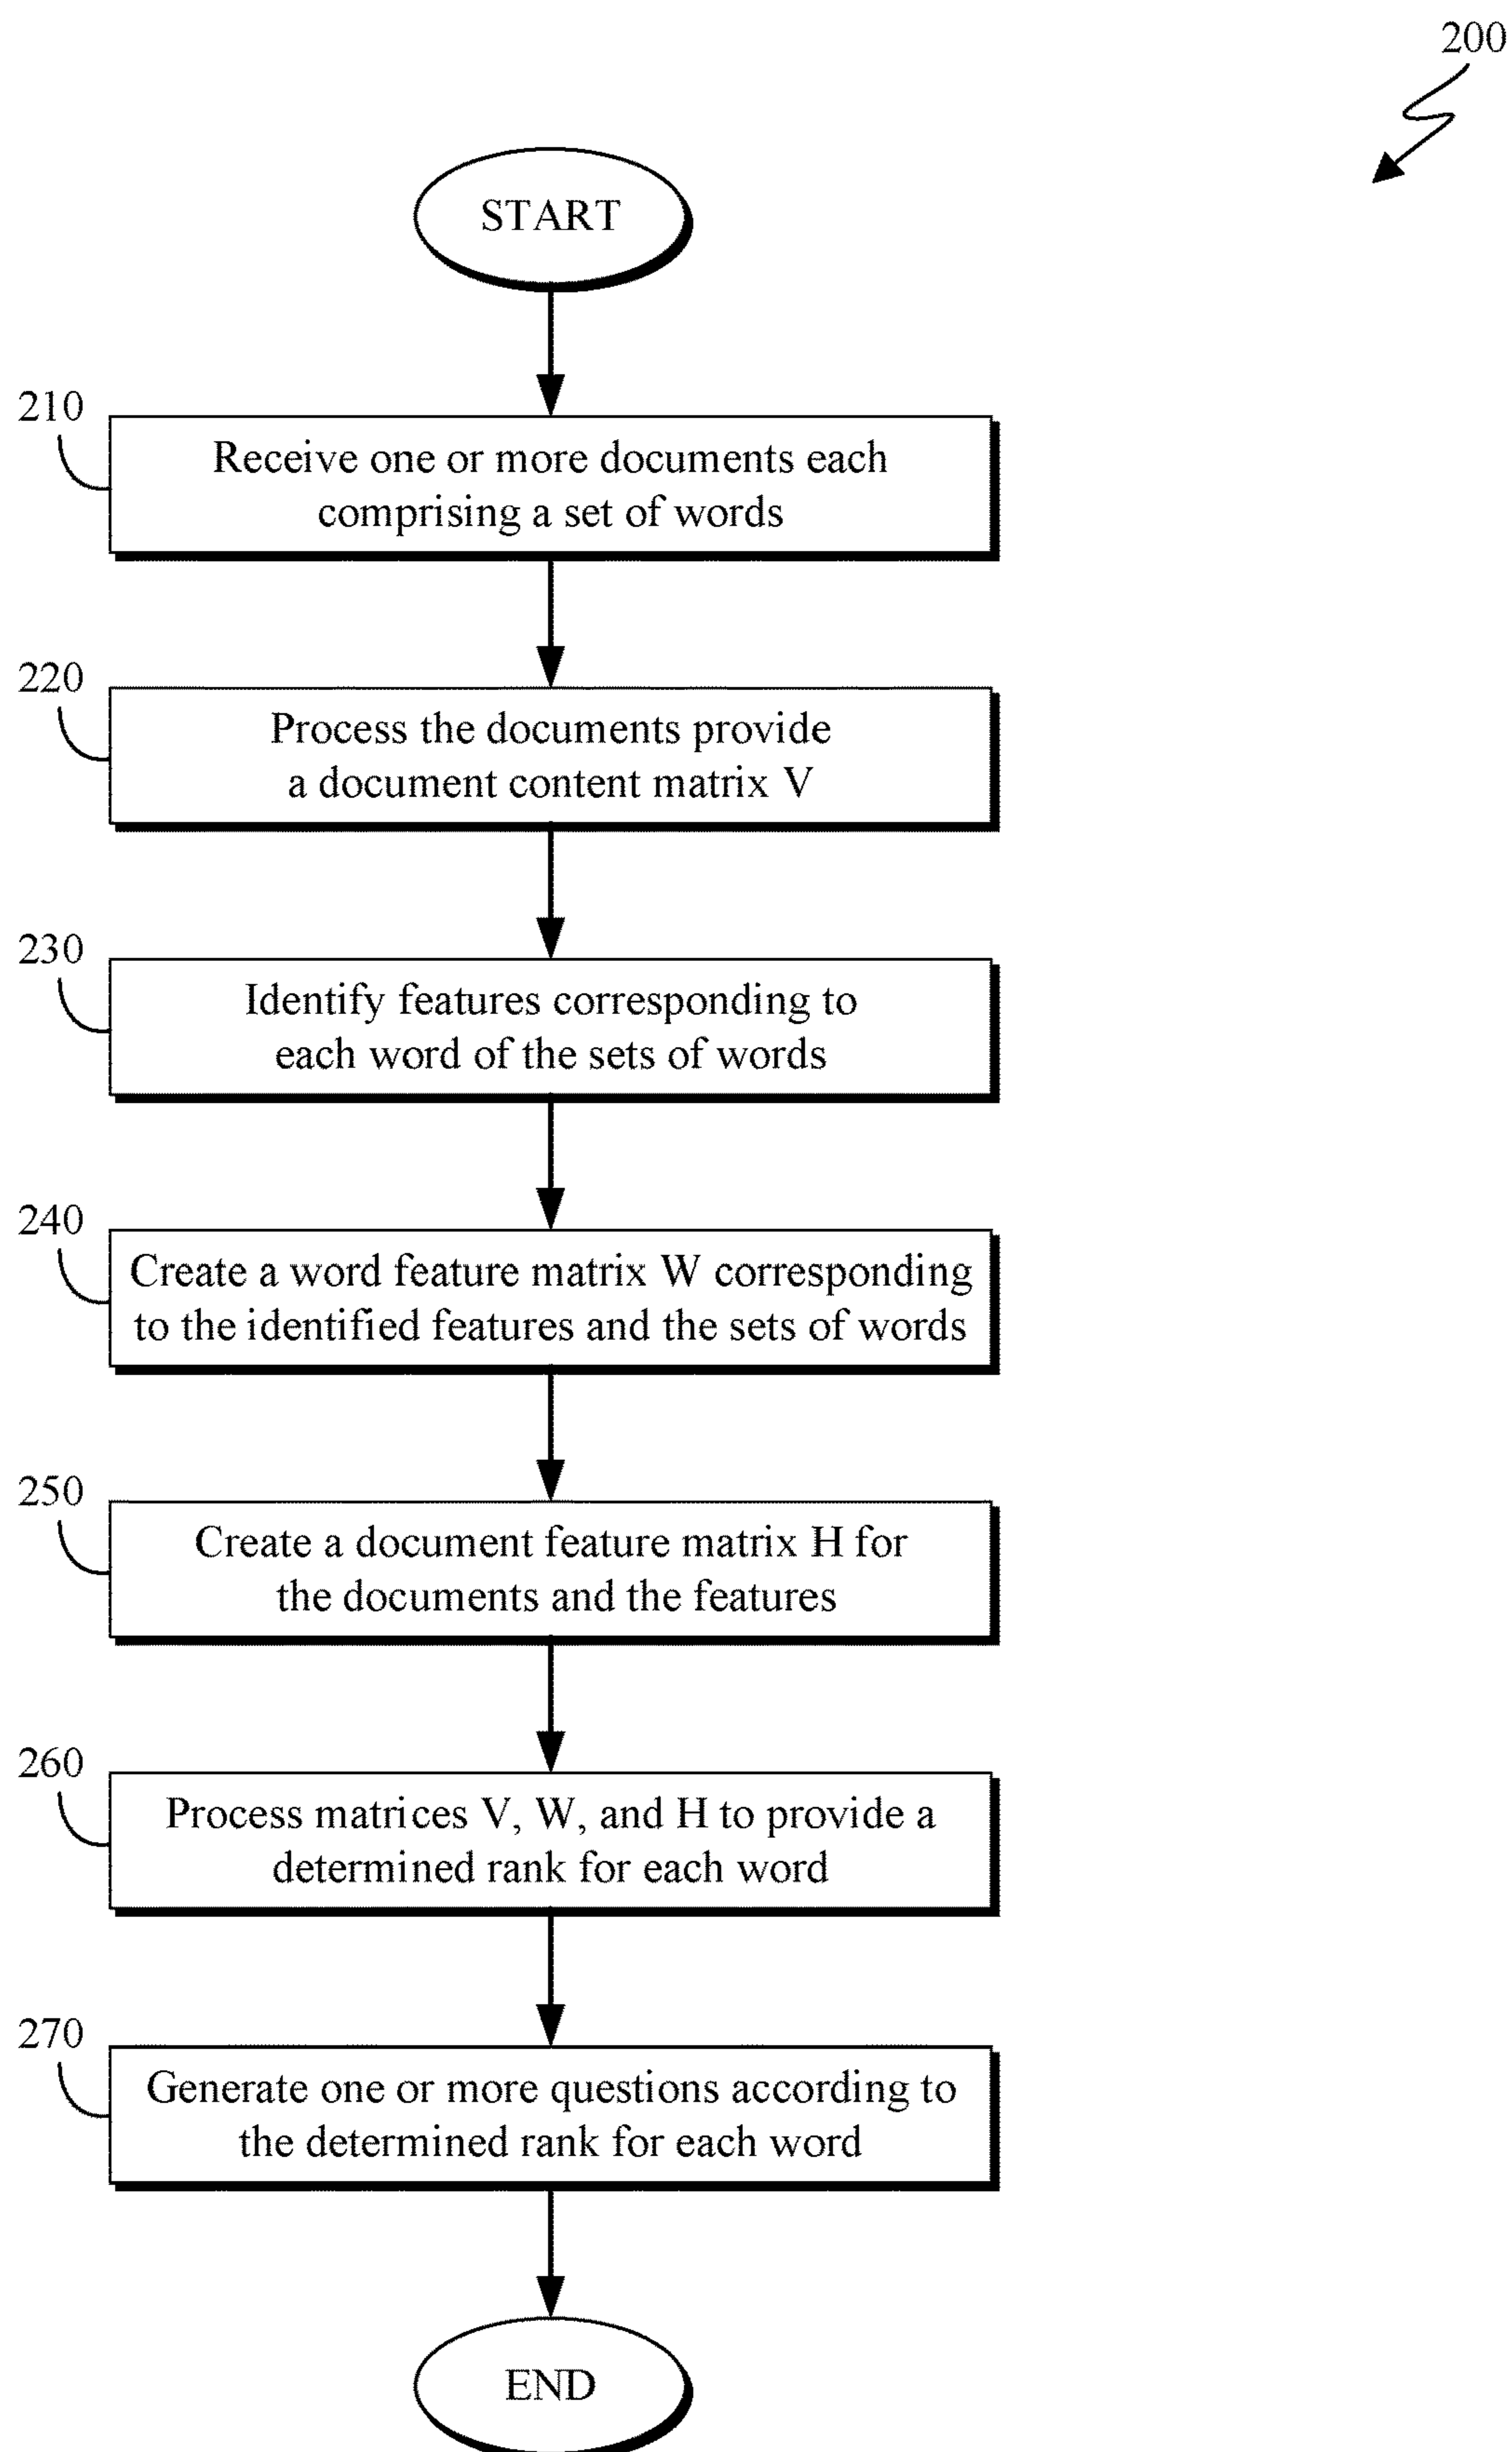 200
START
210
Receive one or more documents each
comprising a set of words
220
Process the documents provide
a document content matrix V
230
Identify features corresponding to
each word of the sets of words
240
Create a word feature matrix W corresponding
to the identified features and the sets of words
250
Create a document feature matrix H for
the documents and the features
260
Process matrices V, W, and H to provide a
determined rank for each word
270
Generate one or more questions according to
the determined rank for each word
END